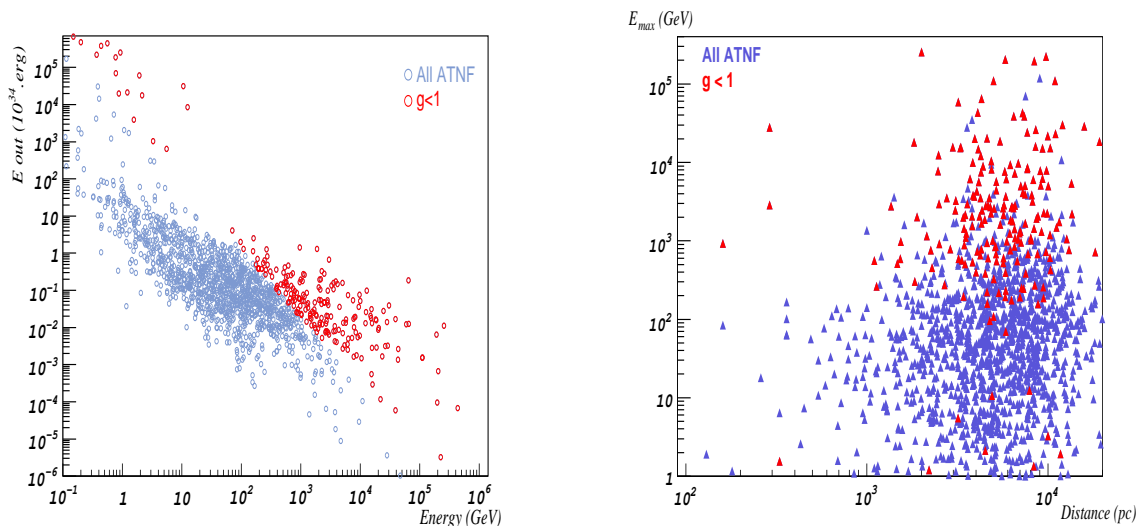 E out (10^34.erg)
10^5
10^4
10^3
10^2
10
1
10^-1
10^-2
10^-3
10^-4
10^-5
10^-6
All ATNF
g<1
10^-1 1 10 10^2 10^3 10^4 10^5 10^6
Energy (GeV)
E_max (GeV)
10^5
10^4
10^3
10^2
10
1
All ATNF
g < 1
10^2 10^3 10^4
Distance (pc)